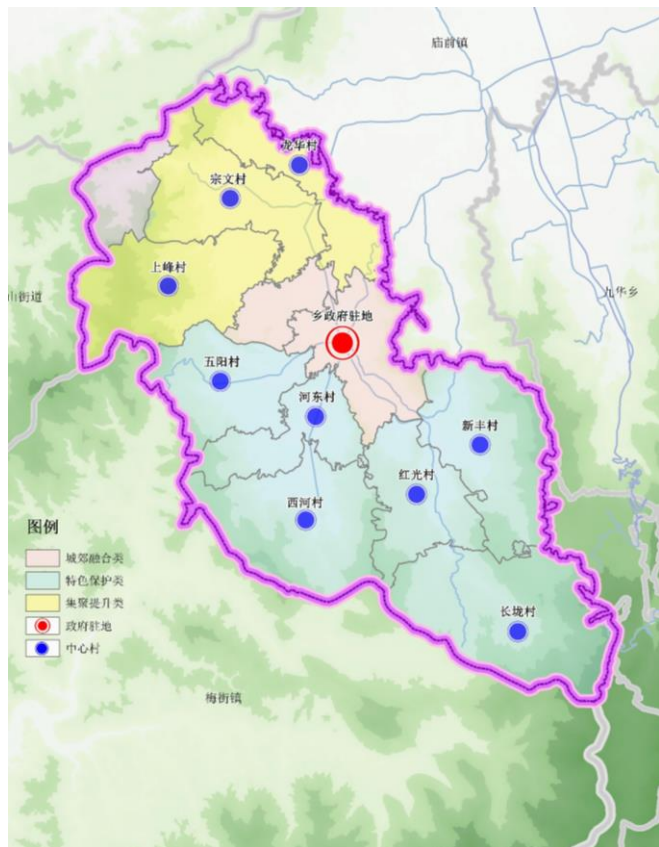 庙前镇
龙华村
宗文村
上峰村
山街道
九华乡
乡政府驻地
五阳村
河东村
新丰村
红光村
西河村
图例
城郊融合类
特色保护类
集聚提升类
政府驻地
中心村
长垅村
梅街镇